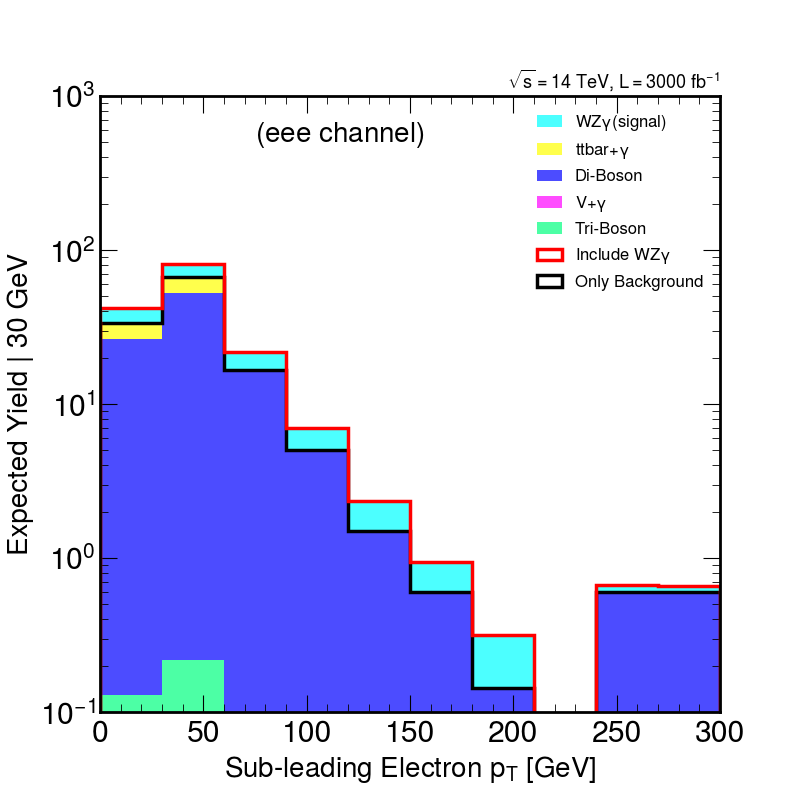 √s = 14 TeV, L = 3000 fb⁻¹
(eee channel)
WZγ(signal)
ttbar+γ
Di-Boson
V+γ
Tri-Boson
Include WZγ
Only Background
Expected Yield | 30 GeV
10³
10²
10¹
10⁰
10⁻¹
0 50 100 150 200 250 300
Sub-leading Electron p_T [GeV]